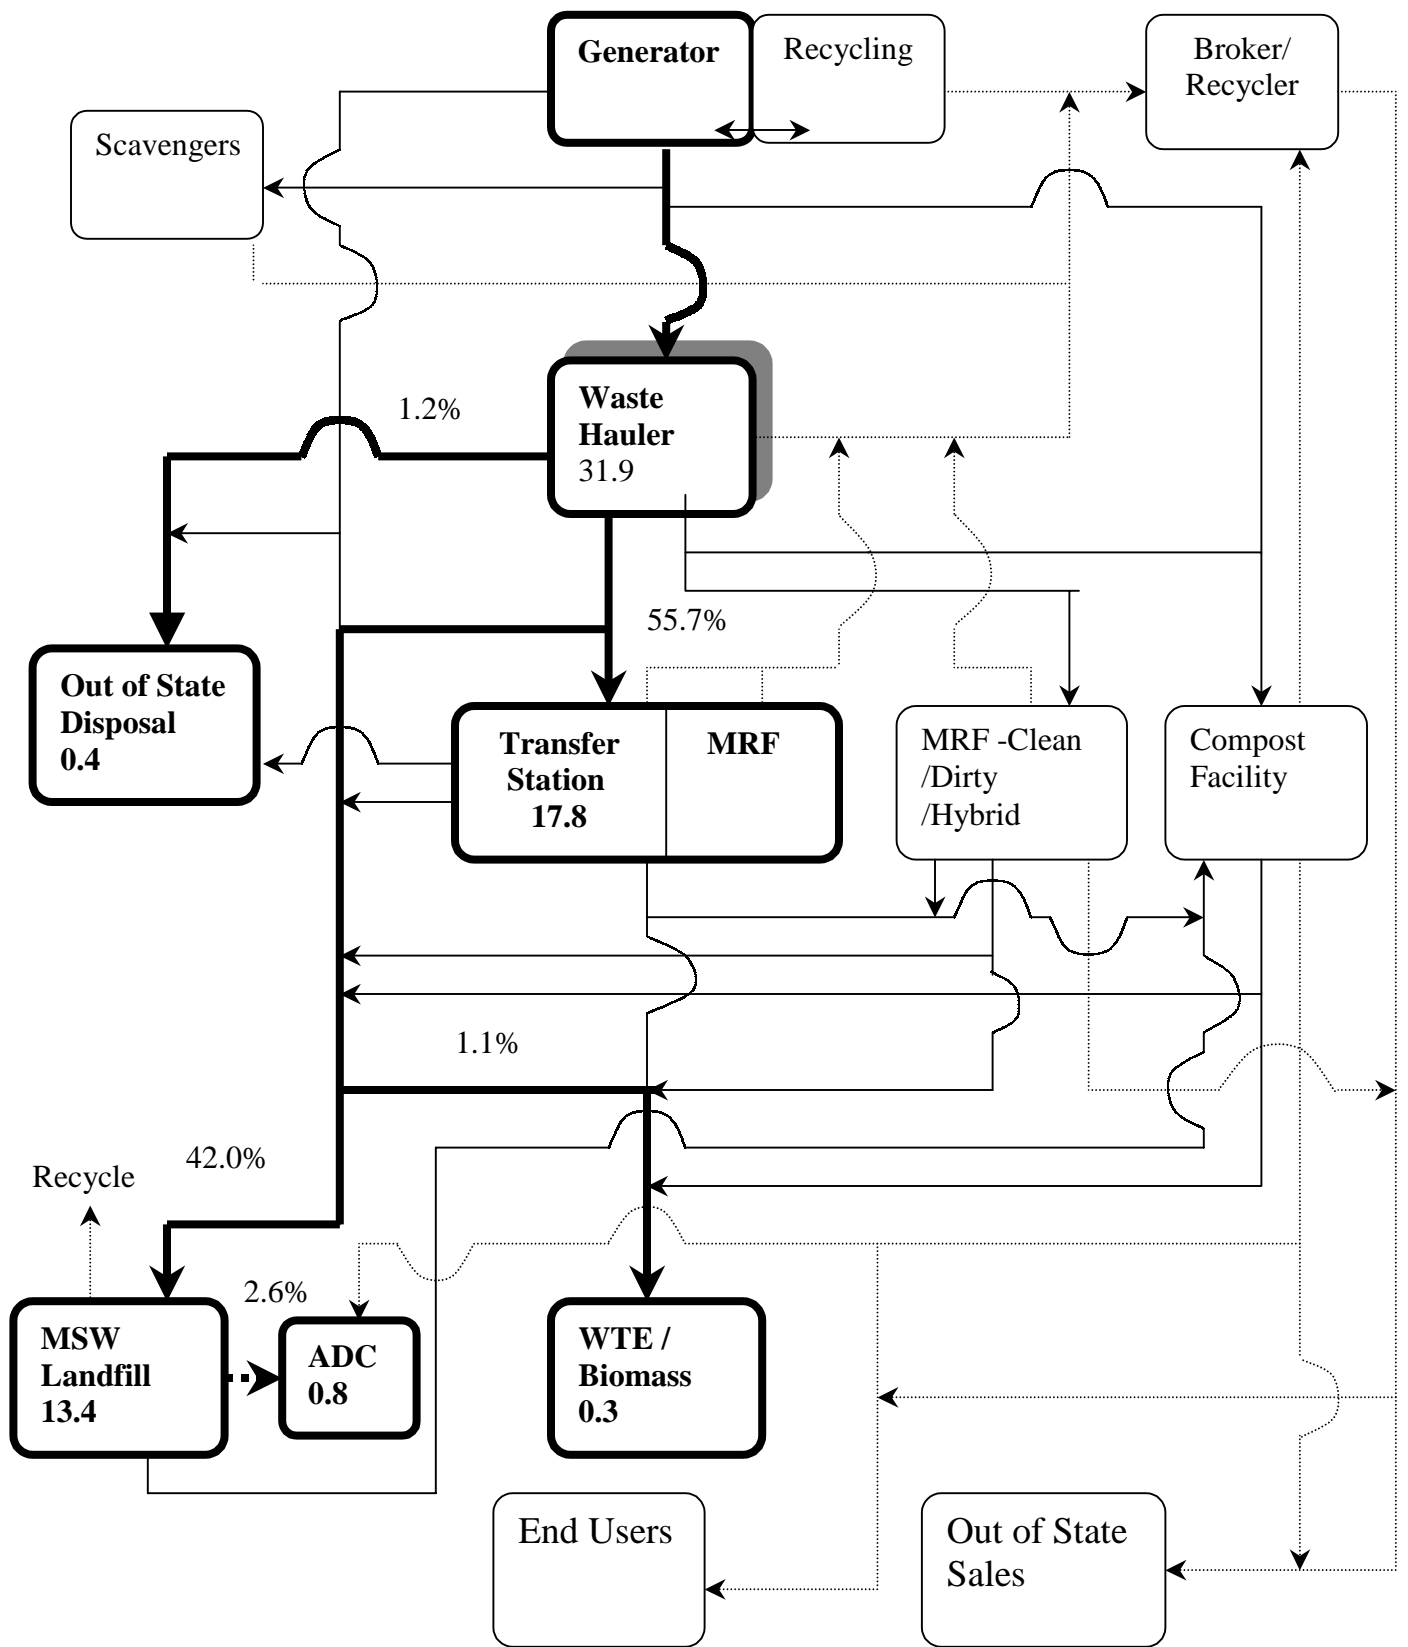 Generator
Recycling
Broker/
Recycler
Scavengers
1.2%
Waste
Hauler
31.9
55.7%
Out of State
Disposal
0.4
Transfer
Station
17.8
MRF
MRF -Clean
/Dirty
/Hybrid
Compost
Facility
1.1%
42.0%
Recycle
2.6%
MSW
Landfill
13.4
ADC
0.8
WTE /
Biomass
0.3
End Users
Out of State
Sales